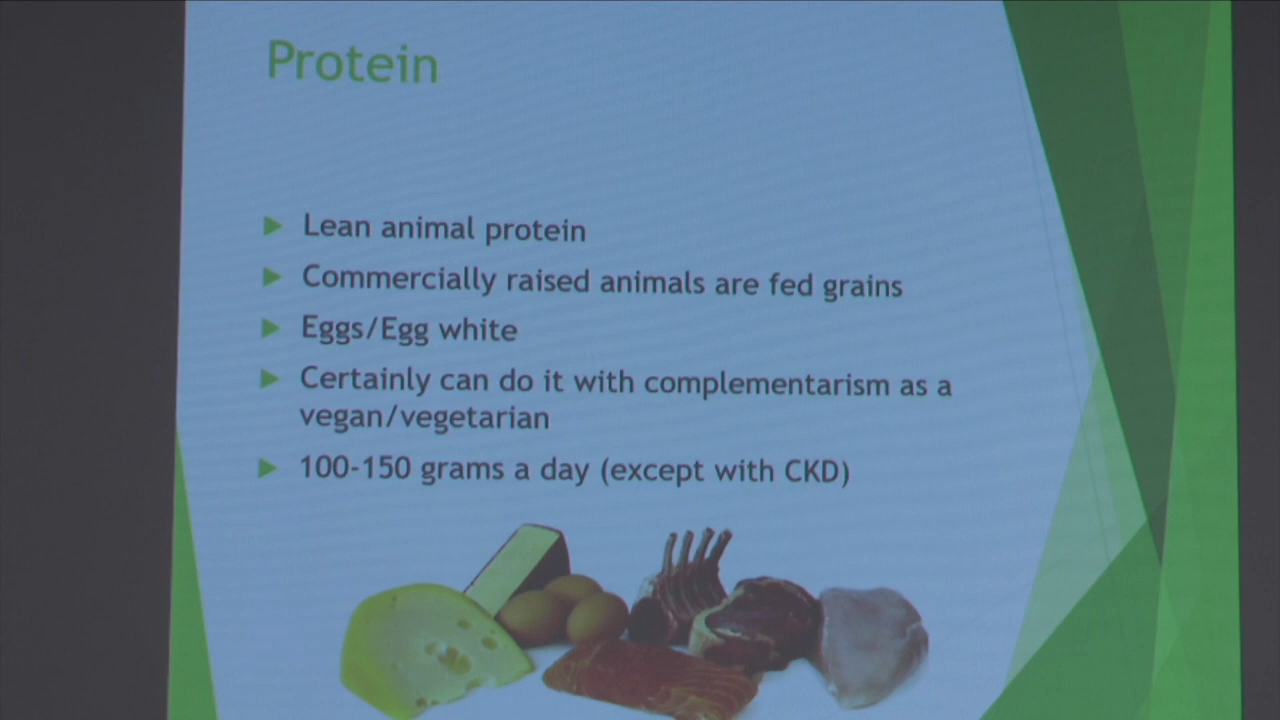 Protein
Lean animal protein
Commercially raised animals are fed grains
Eggs/Egg white
Certainly can do it with complementarism as a
vegan/vegetarian
100-150 grams a day (except with CKD)